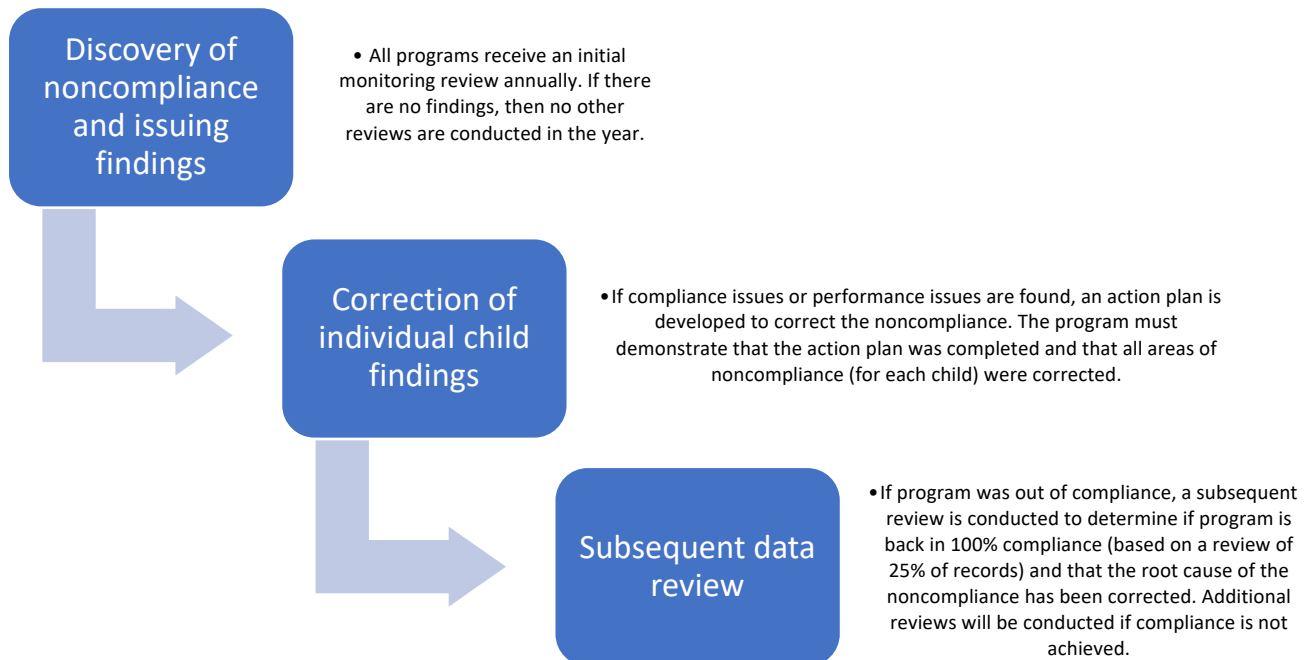 Discovery of
noncompliance
and issuing
findings
• All programs receive an initial
monitoring review annually. If there
are no findings, then no other
reviews are conducted in the year.
Correction of
individual child
findings
•If compliance issues or performance issues are found, an action plan is
developed to correct the noncompliance. The program must
demonstrate that the action plan was completed and that all areas of
noncompliance (for each child) were corrected.
Subsequent data
review
•If program was out of compliance, a subsequent
review is conducted to determine if program is
back in 100% compliance (based on a review of
25% of records) and that the root cause of the
noncompliance has been corrected. Additional
reviews will be conducted if compliance is not
achieved.